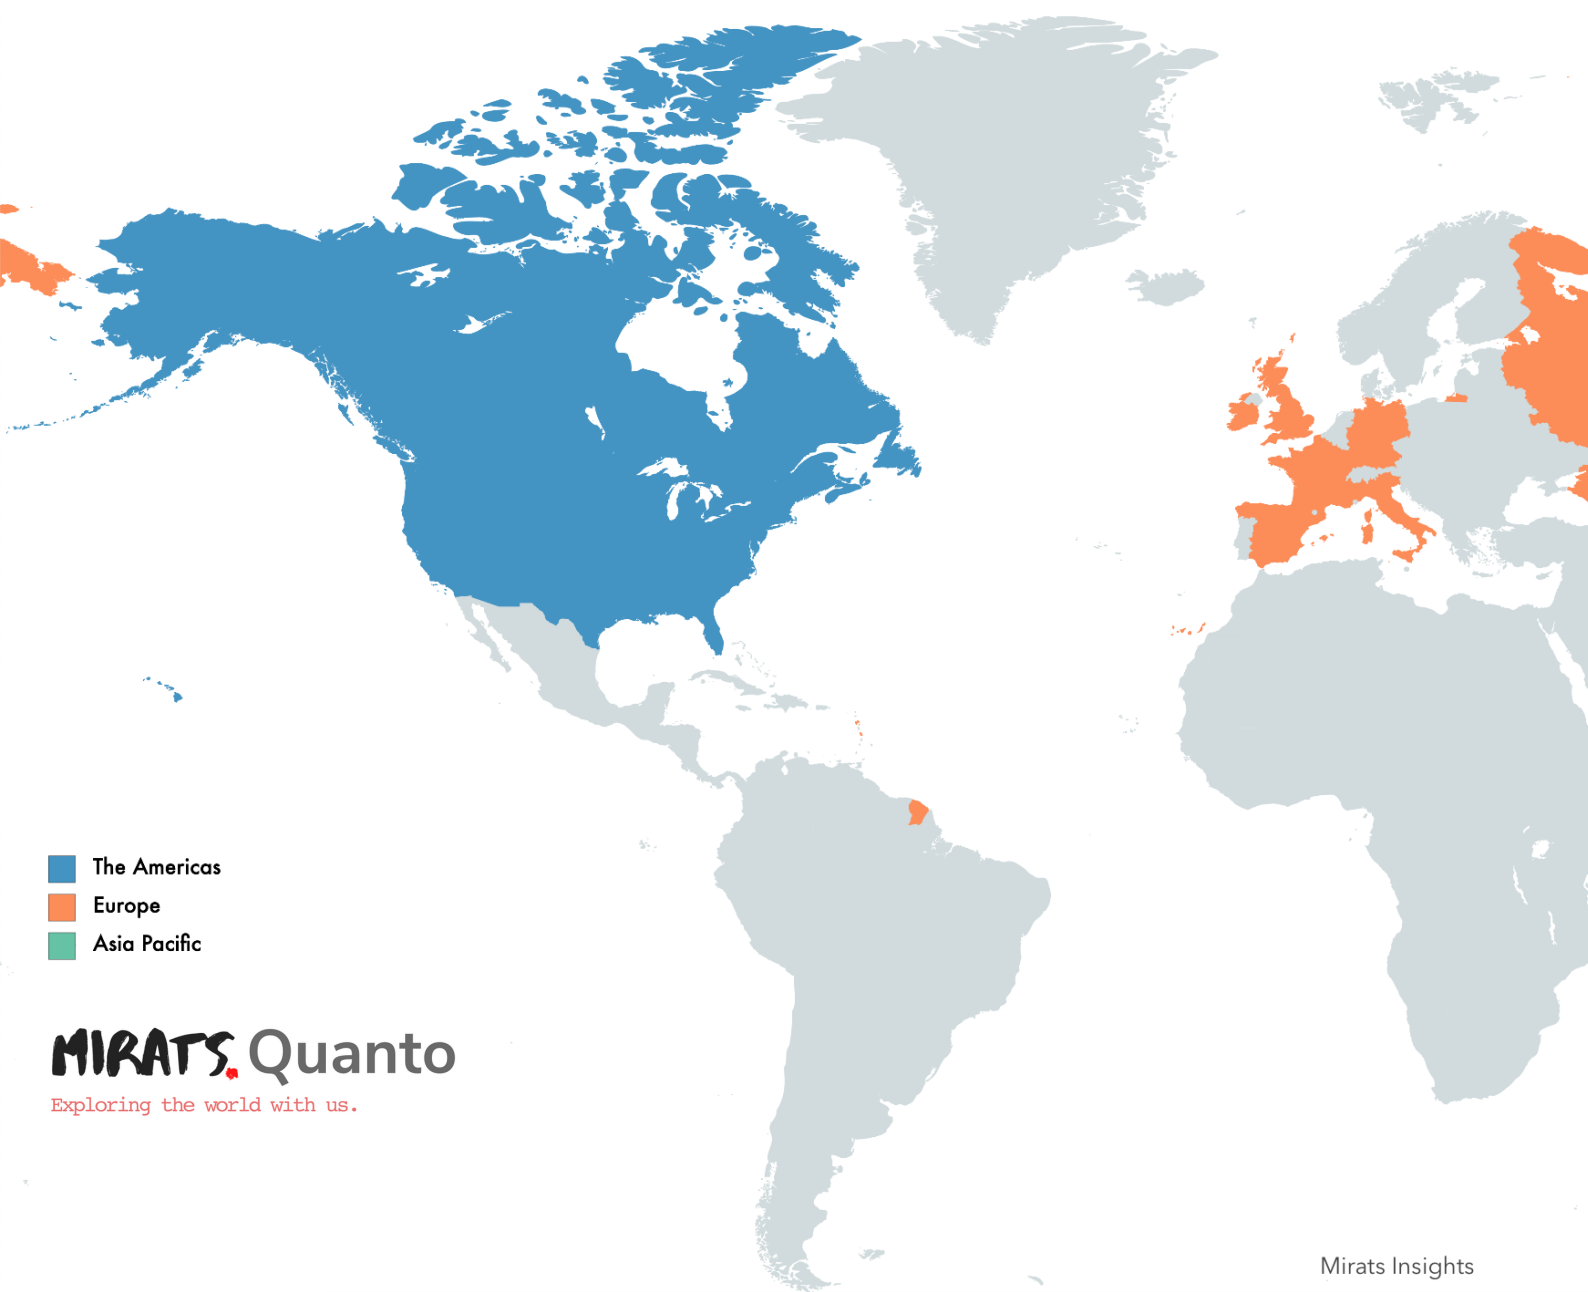 The Americas
Europe
Asia Pacific
MIRATS. Quanto
Exploring the world with us.
Mirats Insights